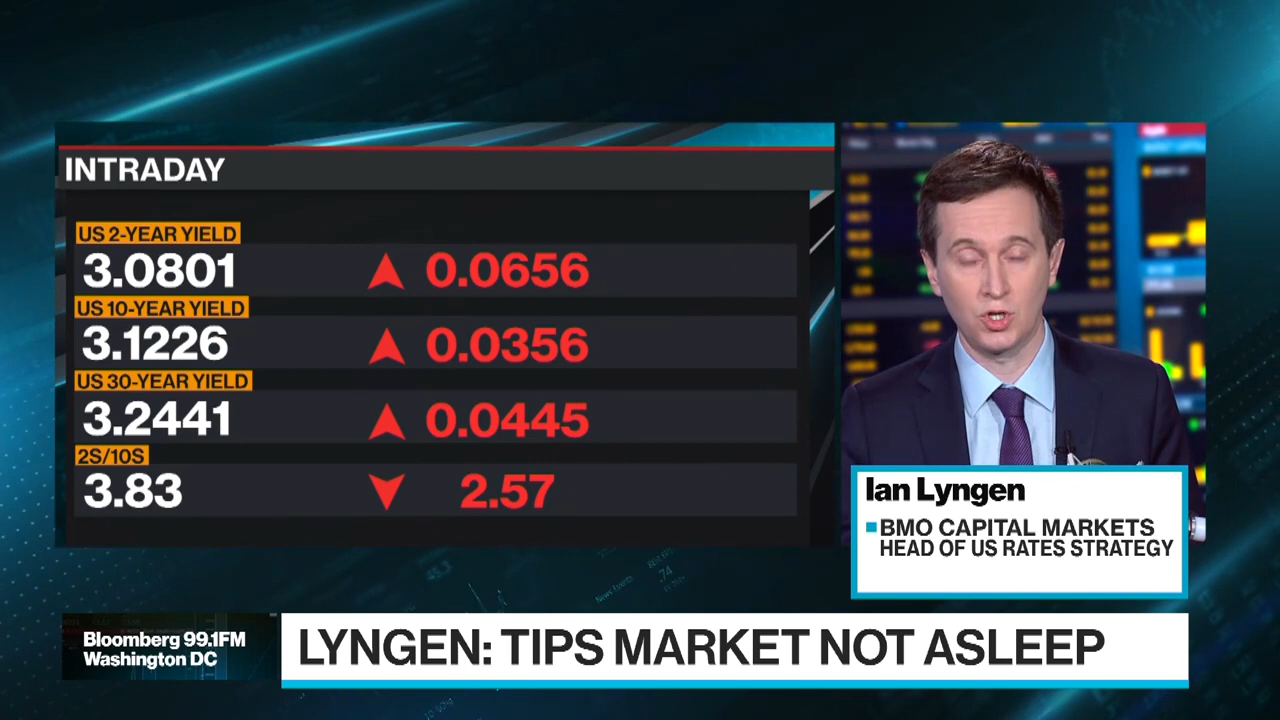 INTRADAY
US 2-YEAR YIELD
3.0801 ▲ 0.0656
US 10-YEAR YIELD
3.1226 ▲ 0.0356
US 30-YEAR YIELD
3.2441 ▲ 0.0445
2S/10S
3.83 ▼ 2.57
Ian Lyngen
BMO CAPITAL MARKETS
HEAD OF US RATES STRATEGY
Bloomberg 99.1FM
Washington DC
LYNGEN: TIPS MARKET NOT ASLEEP